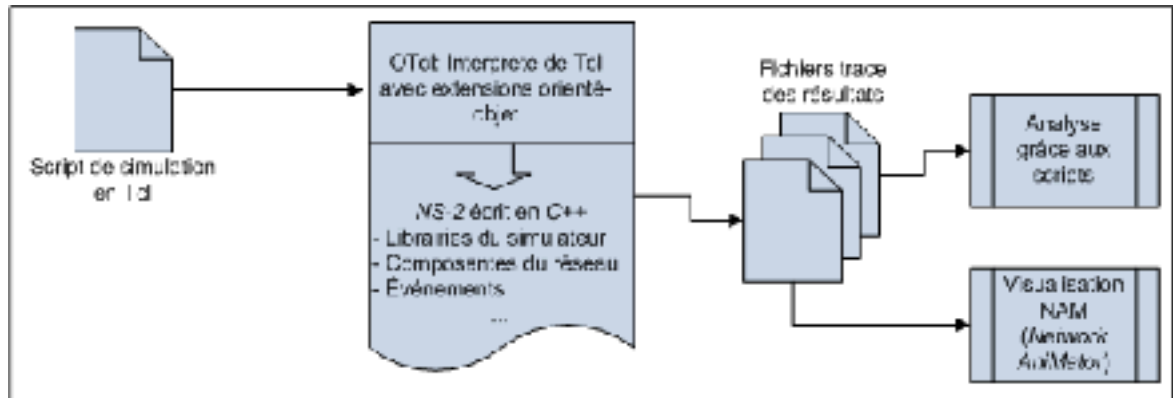 Script de simulation
en Tcl
OTcl: Interprete de Tcl
avec extensions orienté-
objet
NS-2 écrit en C++
- Librairies du simulateur
- Composantes du réseau
- Événements
...
Fichiers trace
des résultats
Analyse
grâce aux
scripts
Visualisation
NAM
(Network
AniMator)